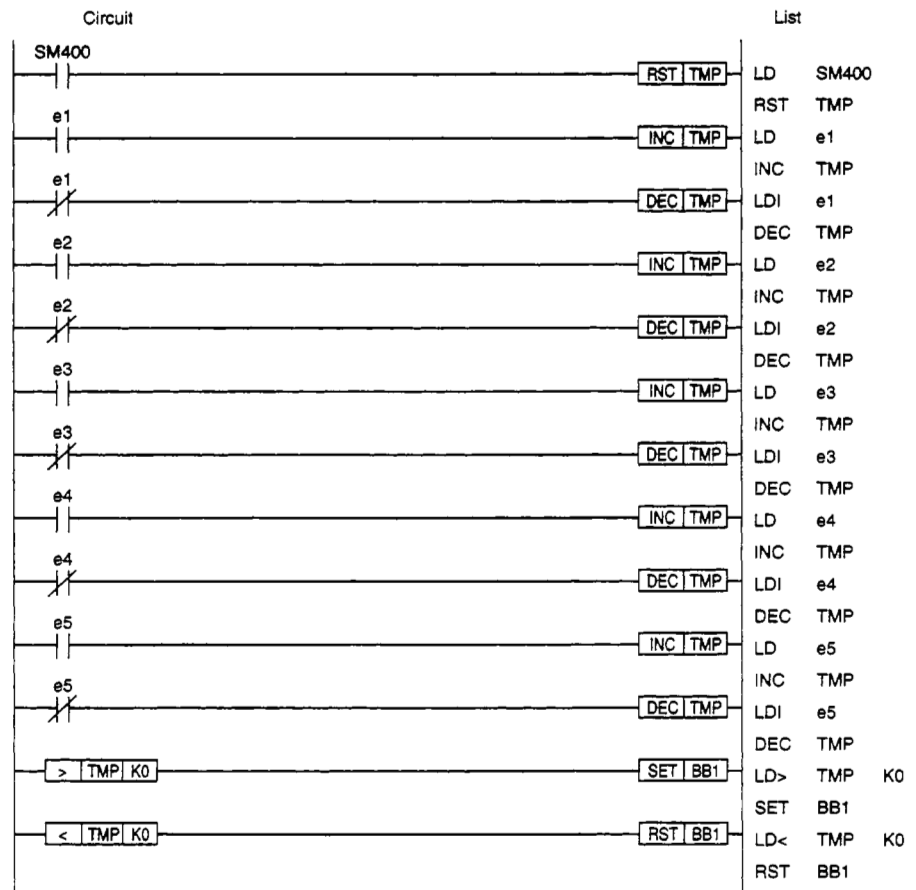 Circuit List
SM400
RST TMP LD SM400
RST TMP
e1
INC TMP LD e1
INC TMP
e1
DEC TMP LDI e1
DEC TMP
e2
INC TMP LD e2
INC TMP
e2
DEC TMP LDI e2
DEC TMP
e3
INC TMP LD e3
INC TMP
e3
DEC TMP LDI e3
DEC TMP
e4
INC TMP LD e4
INC TMP
e4
DEC TMP LDI e4
DEC TMP
e5
INC TMP LD e5
INC TMP
e5
DEC TMP LDI e5
DEC TMP
> TMP K0 SET BB1 LD> TMP K0
SET BB1
< TMP K0 RST BB1 LD< TMP K0
RST BB1